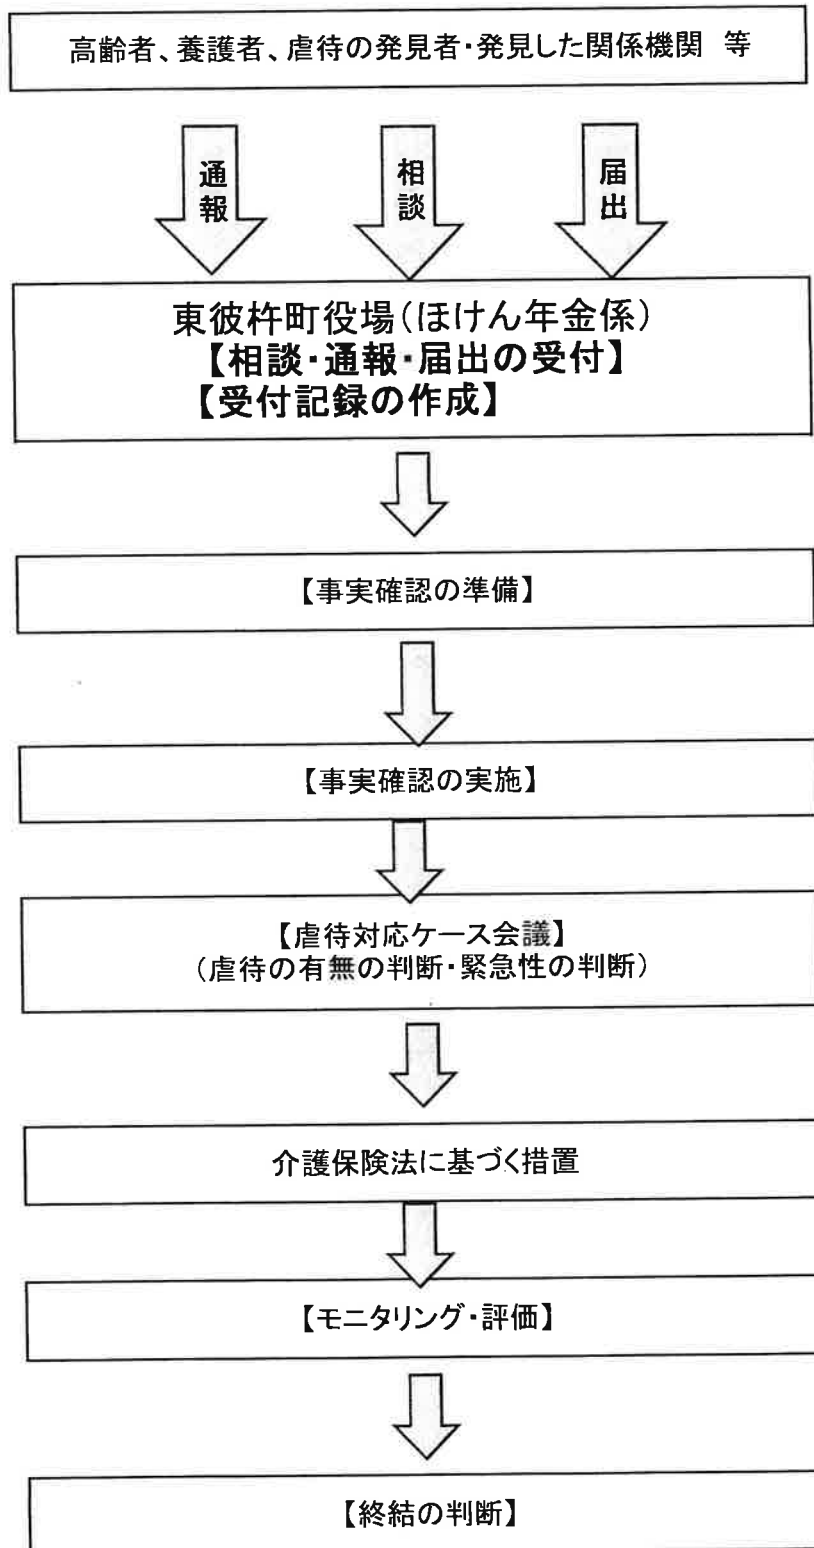 高齢者、養護者、虐待の発見者・発見した関係機関 等
通報
相談
届出
東彼杵町役場(ほけん年金係)
【相談・通報・届出の受付】
【受付記録の作成】
【事実確認の準備】
【事実確認の実施】
【虐待対応ケース会議】
(虐待の有無の判断・緊急性の判断)
介護保険法に基づく措置
【モニタリング・評価】
【終結の判断】